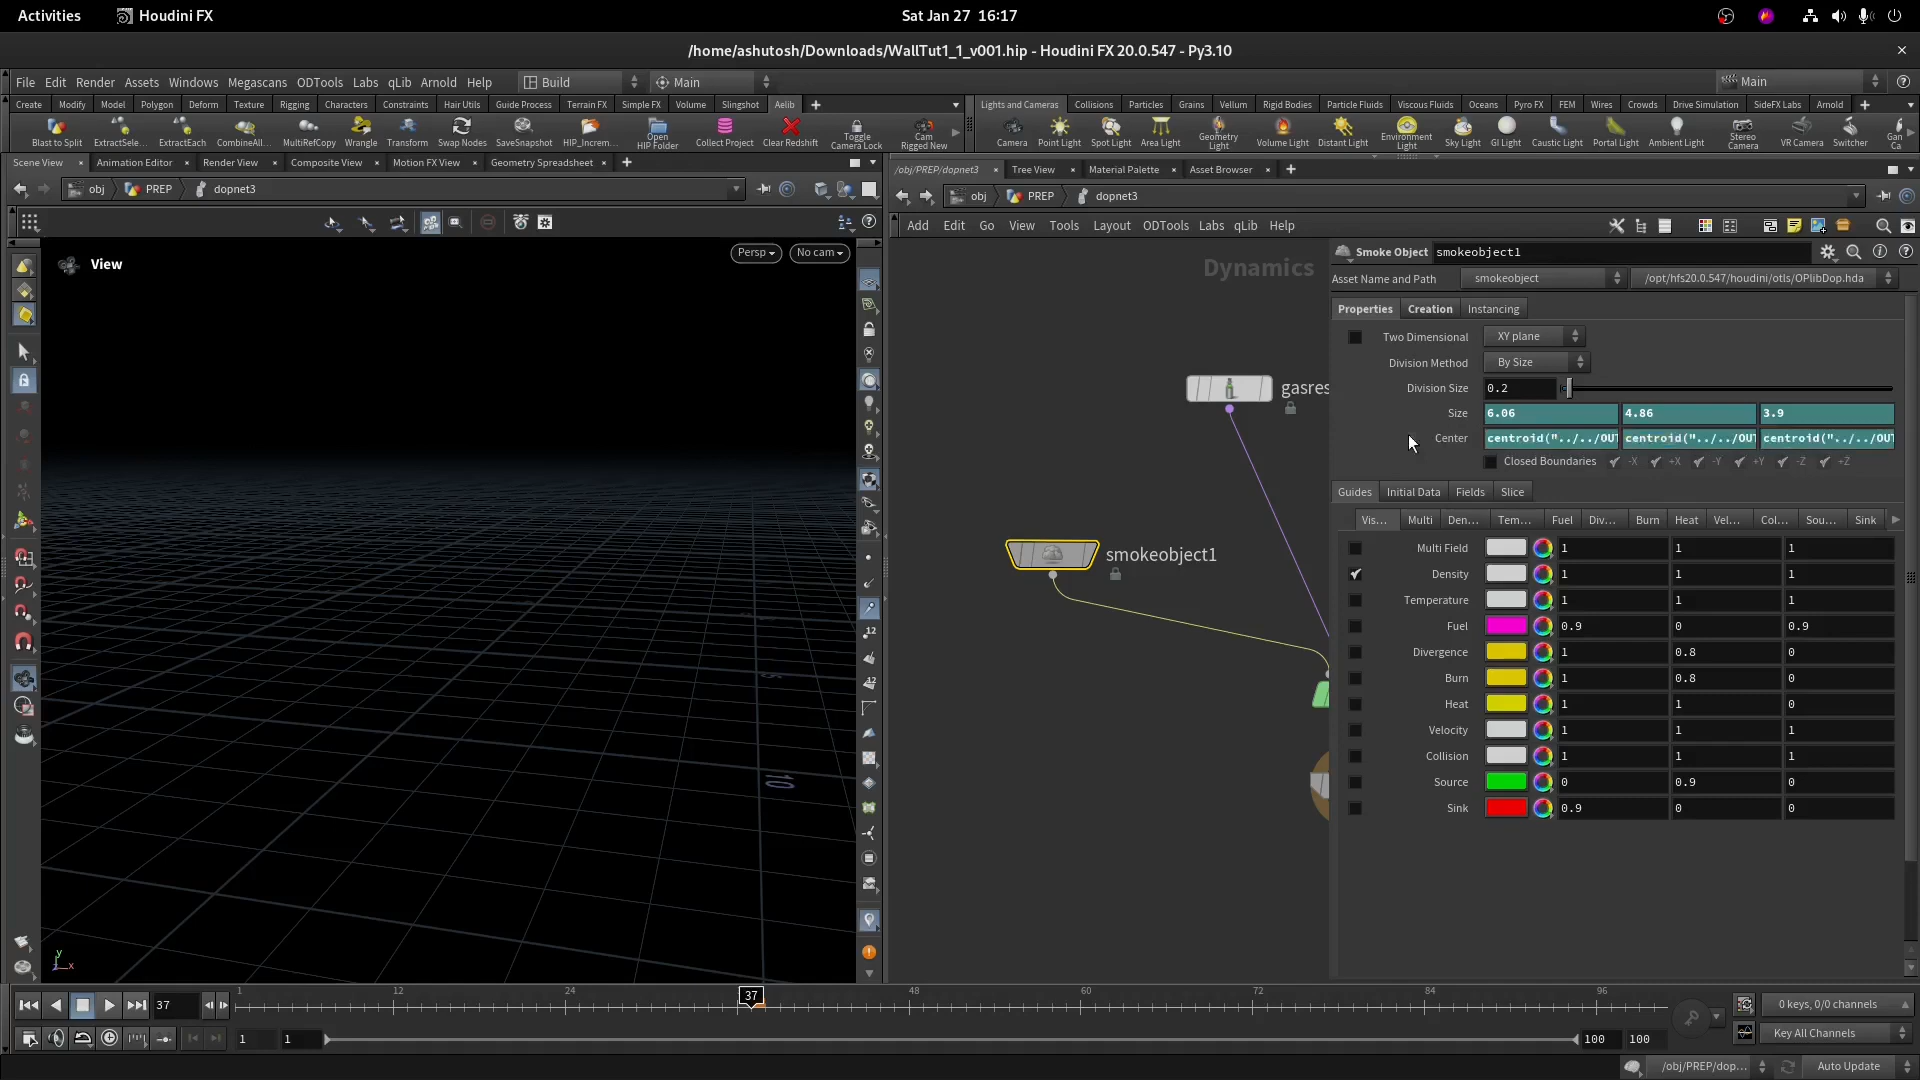 Activities Houdini FX Sat Jan 27 16:17
/home/ashutosh/Downloads/WallTut1_1_v001.hip - Houdini FX 20.0.547 - Py3.10
File Edit Render Assets Windows Megascans ODTools Labs qLib Arnold Help Build Main Main
Create Modify Model Polygon Deform Texture Rigging Characters Constraints Hair Utils Guide Process Terrain FX Simple FX Volume Slingshot Aelib
Lights and Cameras Collisions Particles Grains Vellum Rigid Bodies Particle Fluids Viscous Fluids Oceans Pyro FX FEM Wires Crowds Drive Simulation SideFX Labs Arnold
Blast to Split ExtractSele... ExtractEach CombineAll... MultiRefCopy Wrangle Transform Swap Nodes SaveSnapshot HIP_Increm... Open HIP Folder Collect Project Clear Redshift Toggle Camera Lock Cam Rigged New
Camera Point Light Spot Light Area Light Geometry Light Volume Light Distant Light Environment Light Sky Light GI Light Caustic Light Portal Light Ambient Light Stereo Camera VR Camera Switcher Gan Ca
Scene View Animation Editor Render View Composite View Motion FX View Geometry Spreadsheet
/obj/PREP/dopnet3 Tree View Material Palette Asset Browser
obj PREP dopnet3
obj PREP dopnet3
Add Edit Go View Tools Layout ODTools Labs qLib Help
View
Persp
No cam
Dynamics
gasres
smokeobject1
Smoke Object smokeobject1
Asset Name and Path smokeobject /opt/hfs20.0.547/houdini/otls/OPlibDop.hda
Properties Creation Instancing
Two Dimensional XY plane
Division Method By Size
Division Size 0.2
Size 6.06 4.86 3.9
Center centroid("../../OUT centroid("../../OUT centroid("../../OUT
Closed Boundaries -X +X -Y +Y -Z +Z
Guides Initial Data Fields Slice
Vis... Multi Den... Tem... Fuel Div... Burn Heat Vel... Col... Sou... Sink
Multi Field 1 1 1
Density 1 1 1
Temperature 1 1 1
Fuel 0.9 0 0.9
Divergence 1 0.8 0
Burn 1 0.8 0
Heat 1 1 0
Velocity 1 1 1
Collision 1 1 1
Source 0 0.9 0
Sink 0.9 0 0
12
12
5
10
y
z x
37 1 12 24 37 48 60 72 84 96
0 keys, 0/0 channels
1 1 100 100 Key All Channels
/obj/PREP/dop... Auto Update